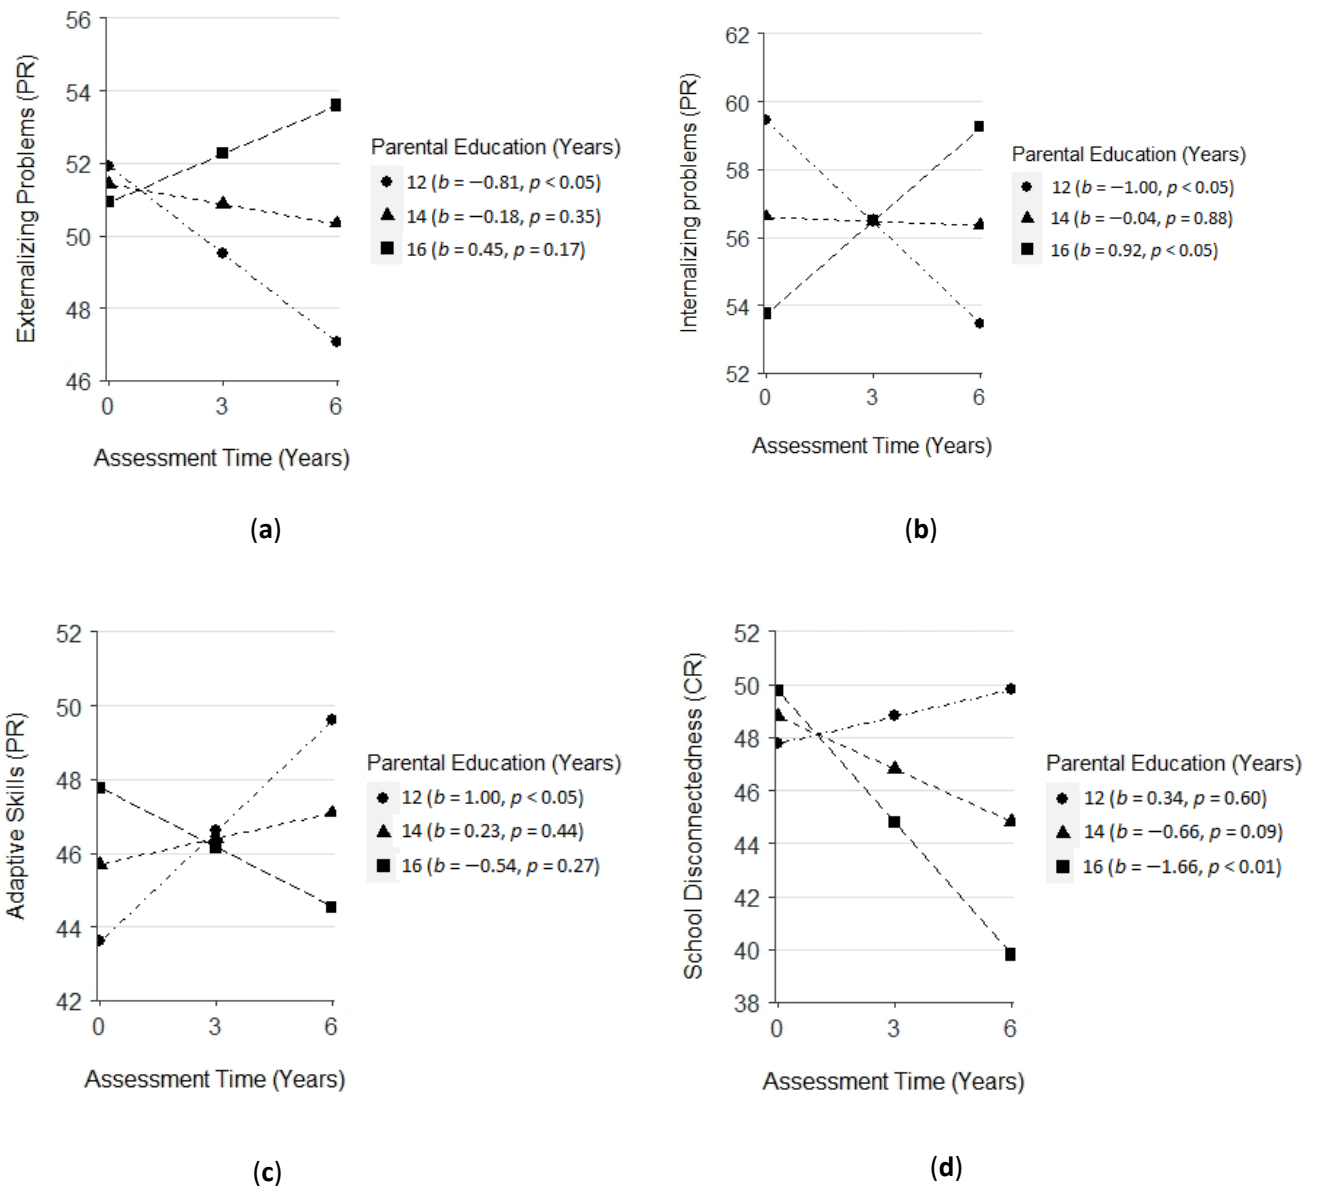 56
54
52
50
48
46
0 3 6
Externalizing Problems (PR)
Assessment Time (Years)
Parental Education (Years)
12 (b = −0.81, p < 0.05)
14 (b = −0.18, p = 0.35)
16 (b = 0.45, p = 0.17)
(a)
62
60
58
56
54
52
0 3 6
Internalizing problems (PR)
Assessment Time (Years)
Parental Education (Years)
12 (b = −1.00, p < 0.05)
14 (b = −0.04, p = 0.88)
16 (b = 0.92, p < 0.05)
(b)
52
50
48
46
44
42
0 3 6
Adaptive Skills (PR)
Assessment Time (Years)
Parental Education (Years)
12 (b = 1.00, p < 0.05)
14 (b = 0.23, p = 0.44)
16 (b = −0.54, p = 0.27)
(c)
52
50
48
46
44
42
40
38
0 3 6
School Disconnectedness (CR)
Assessment Time (Years)
Parental Education (Years)
12 (b = 0.34, p = 0.60)
14 (b = −0.66, p = 0.09)
16 (b = −1.66, p < 0.01)
(d)